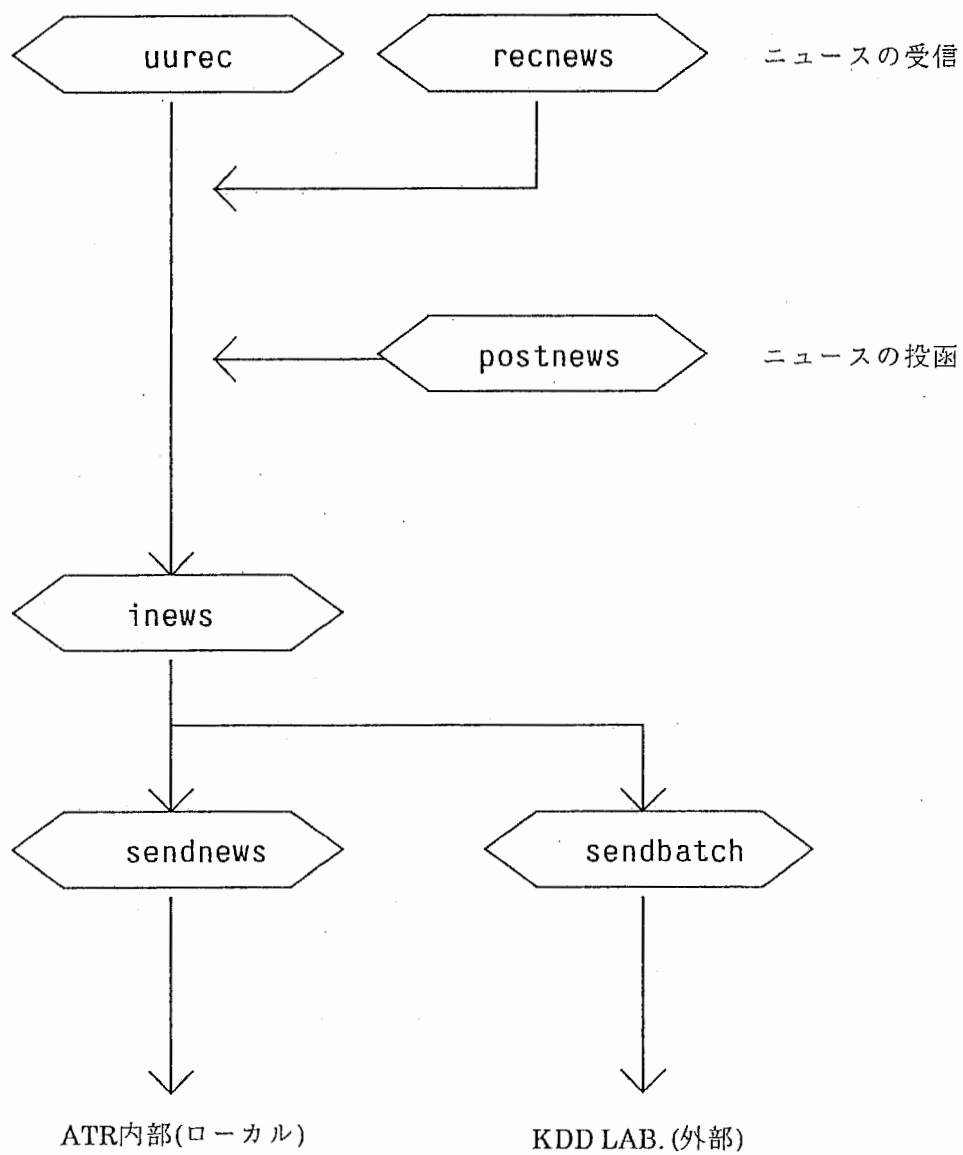 uurec recnews ニュースの受信
postnews ニュースの投函
inews
sendnews sendbatch
ATR内部(ローカル) KDD LAB.(外部)